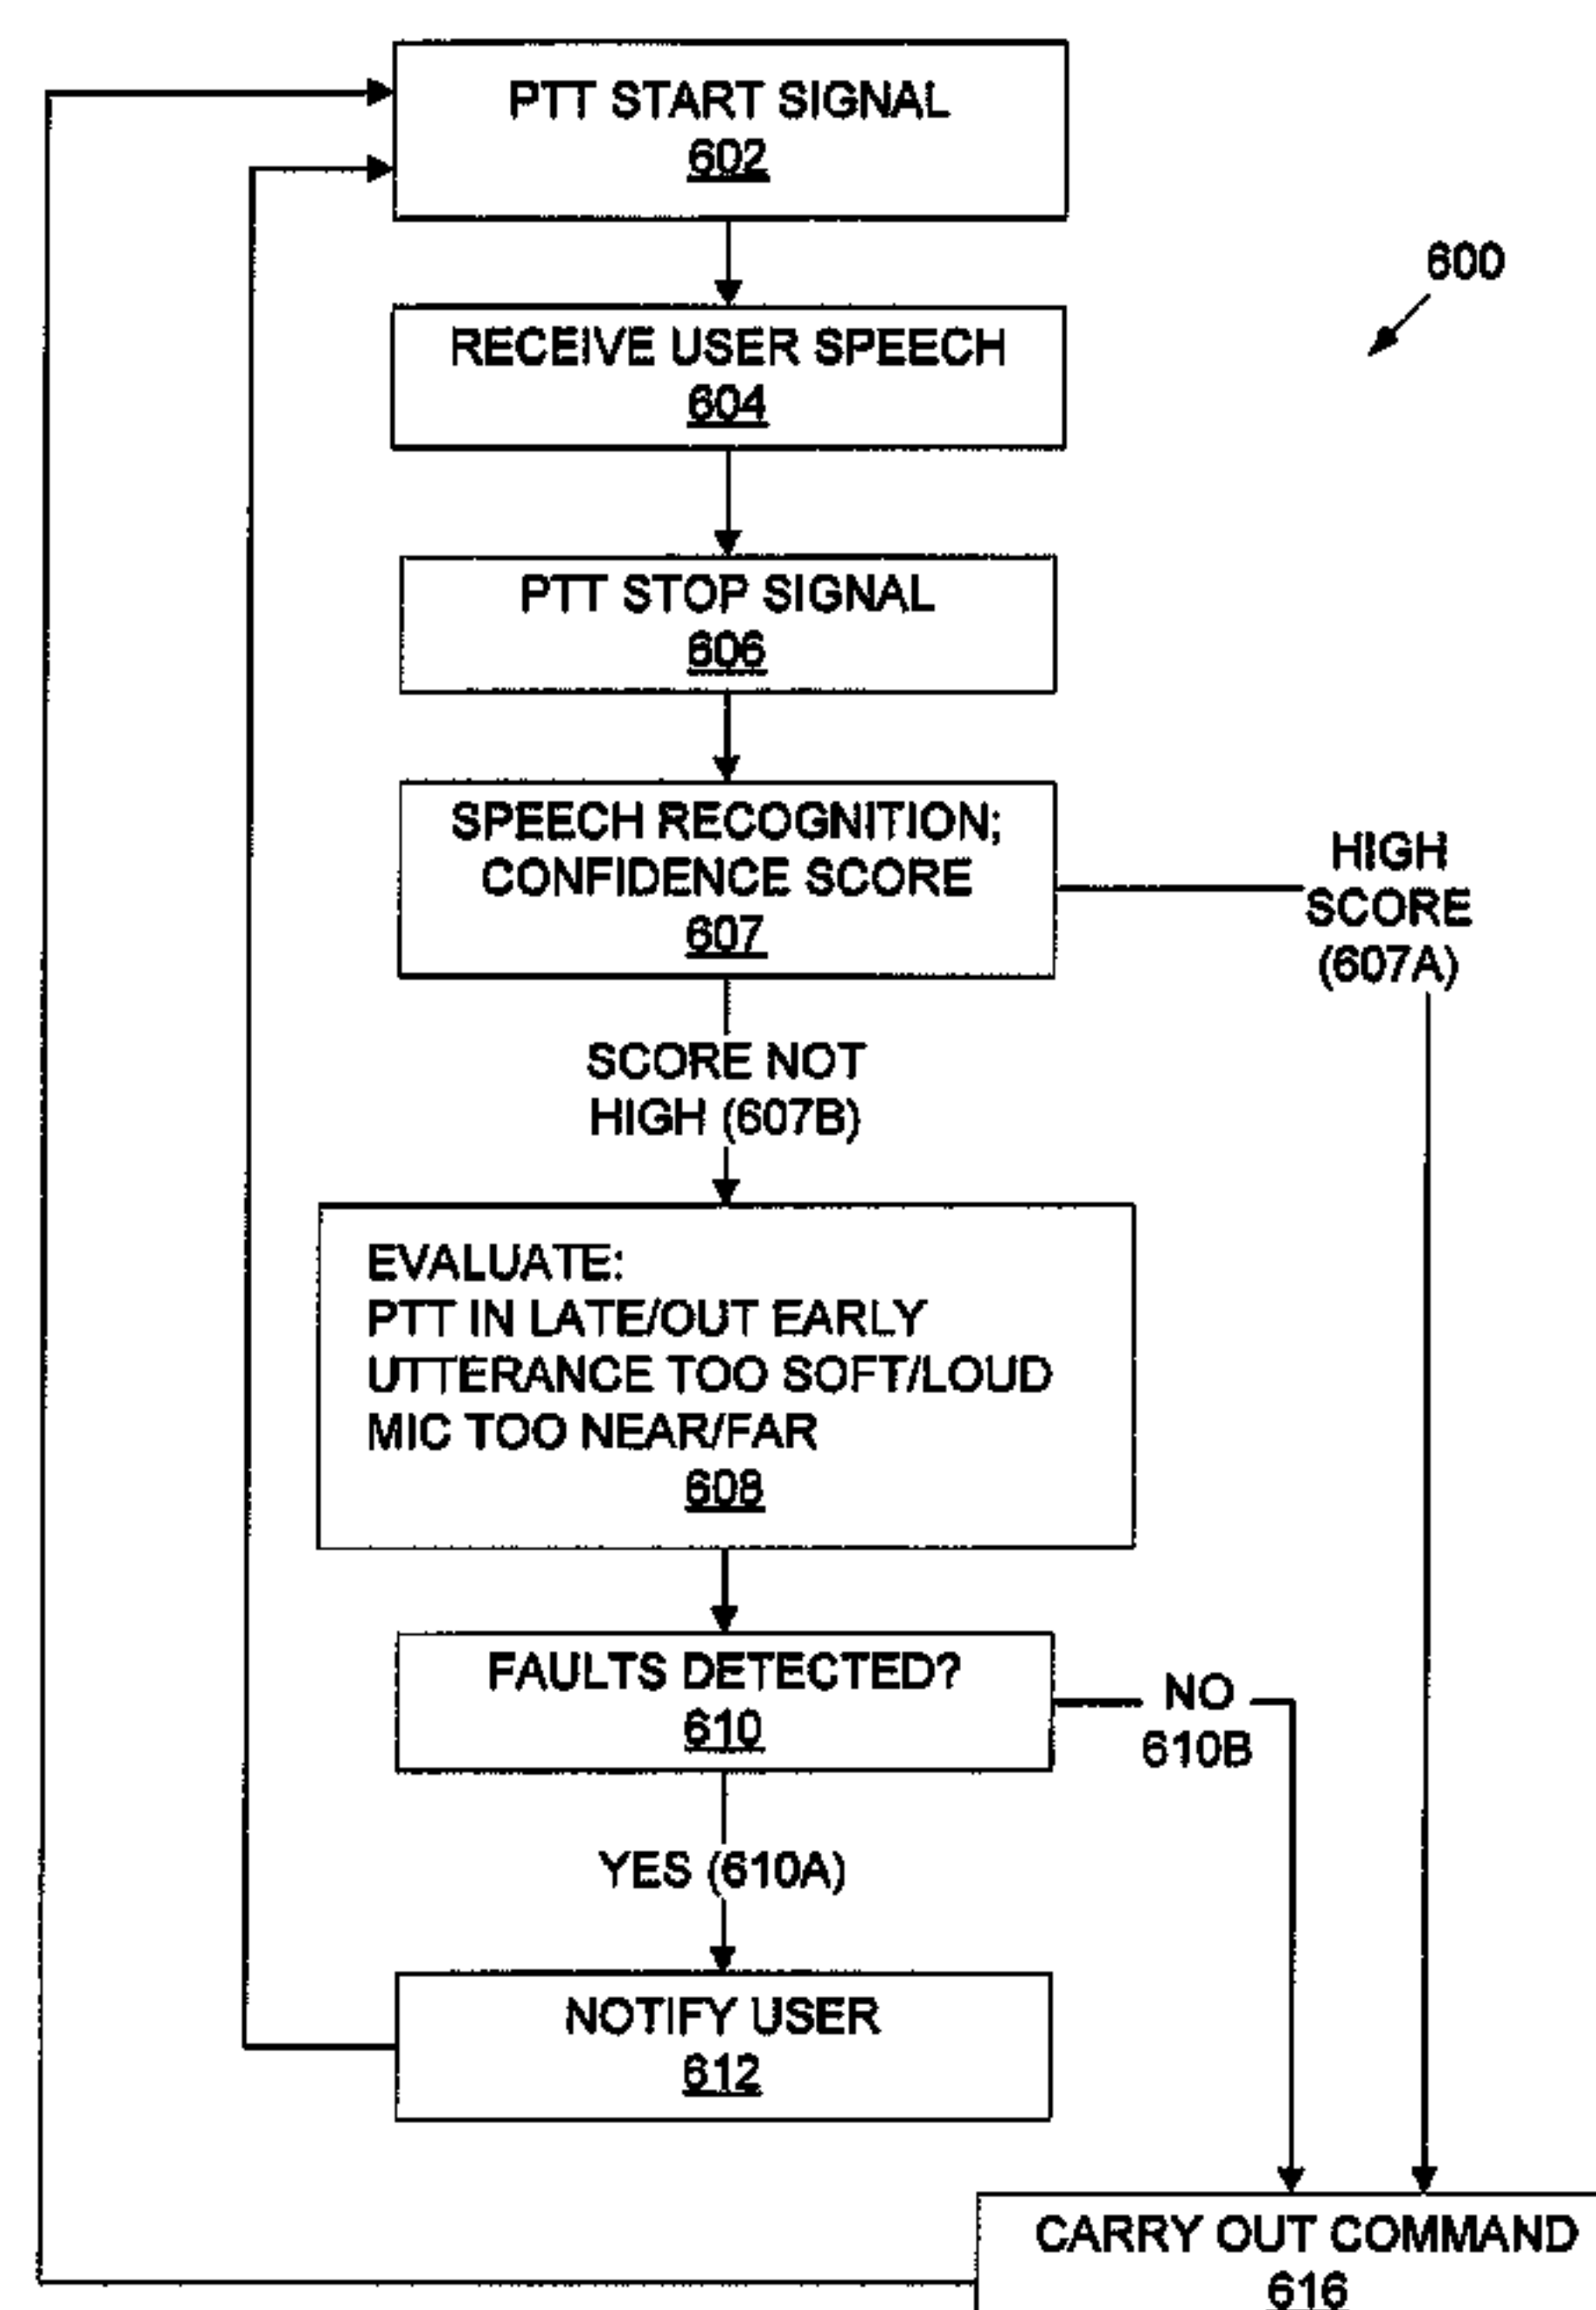 PTT START SIGNAL
602
600
RECEIVE USER SPEECH
604
PTT STOP SIGNAL
606
SPEECH RECOGNITION;
CONFIDENCE SCORE
607
HIGH
SCORE
(607A)
SCORE NOT
HIGH (607B)
EVALUATE:
PTT IN LATE/OUT EARLY
UTTERANCE TOO SOFT/LOUD
MIC TOO NEAR/FAR
608
FAULTS DETECTED?
610
NO
610B
YES (610A)
NOTIFY USER
612
CARRY OUT COMMAND
616